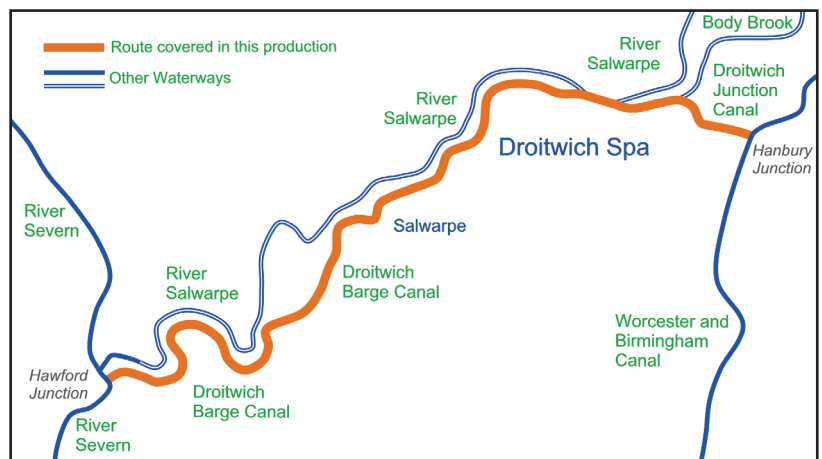 Route covered in this production
Other Waterways
Body Brook
River
Salwarpe
Droitwich
Junction
Canal
River
Salwarpe
Droitwich Spa
Hanbury
Junction
River
Severn
Salwarpe
River
Salwarpe
Droitwich
Barge Canal
Worcester and
Birmingham
Canal
Hawford
Junction
Droitwich
Barge Canal
River
Severn